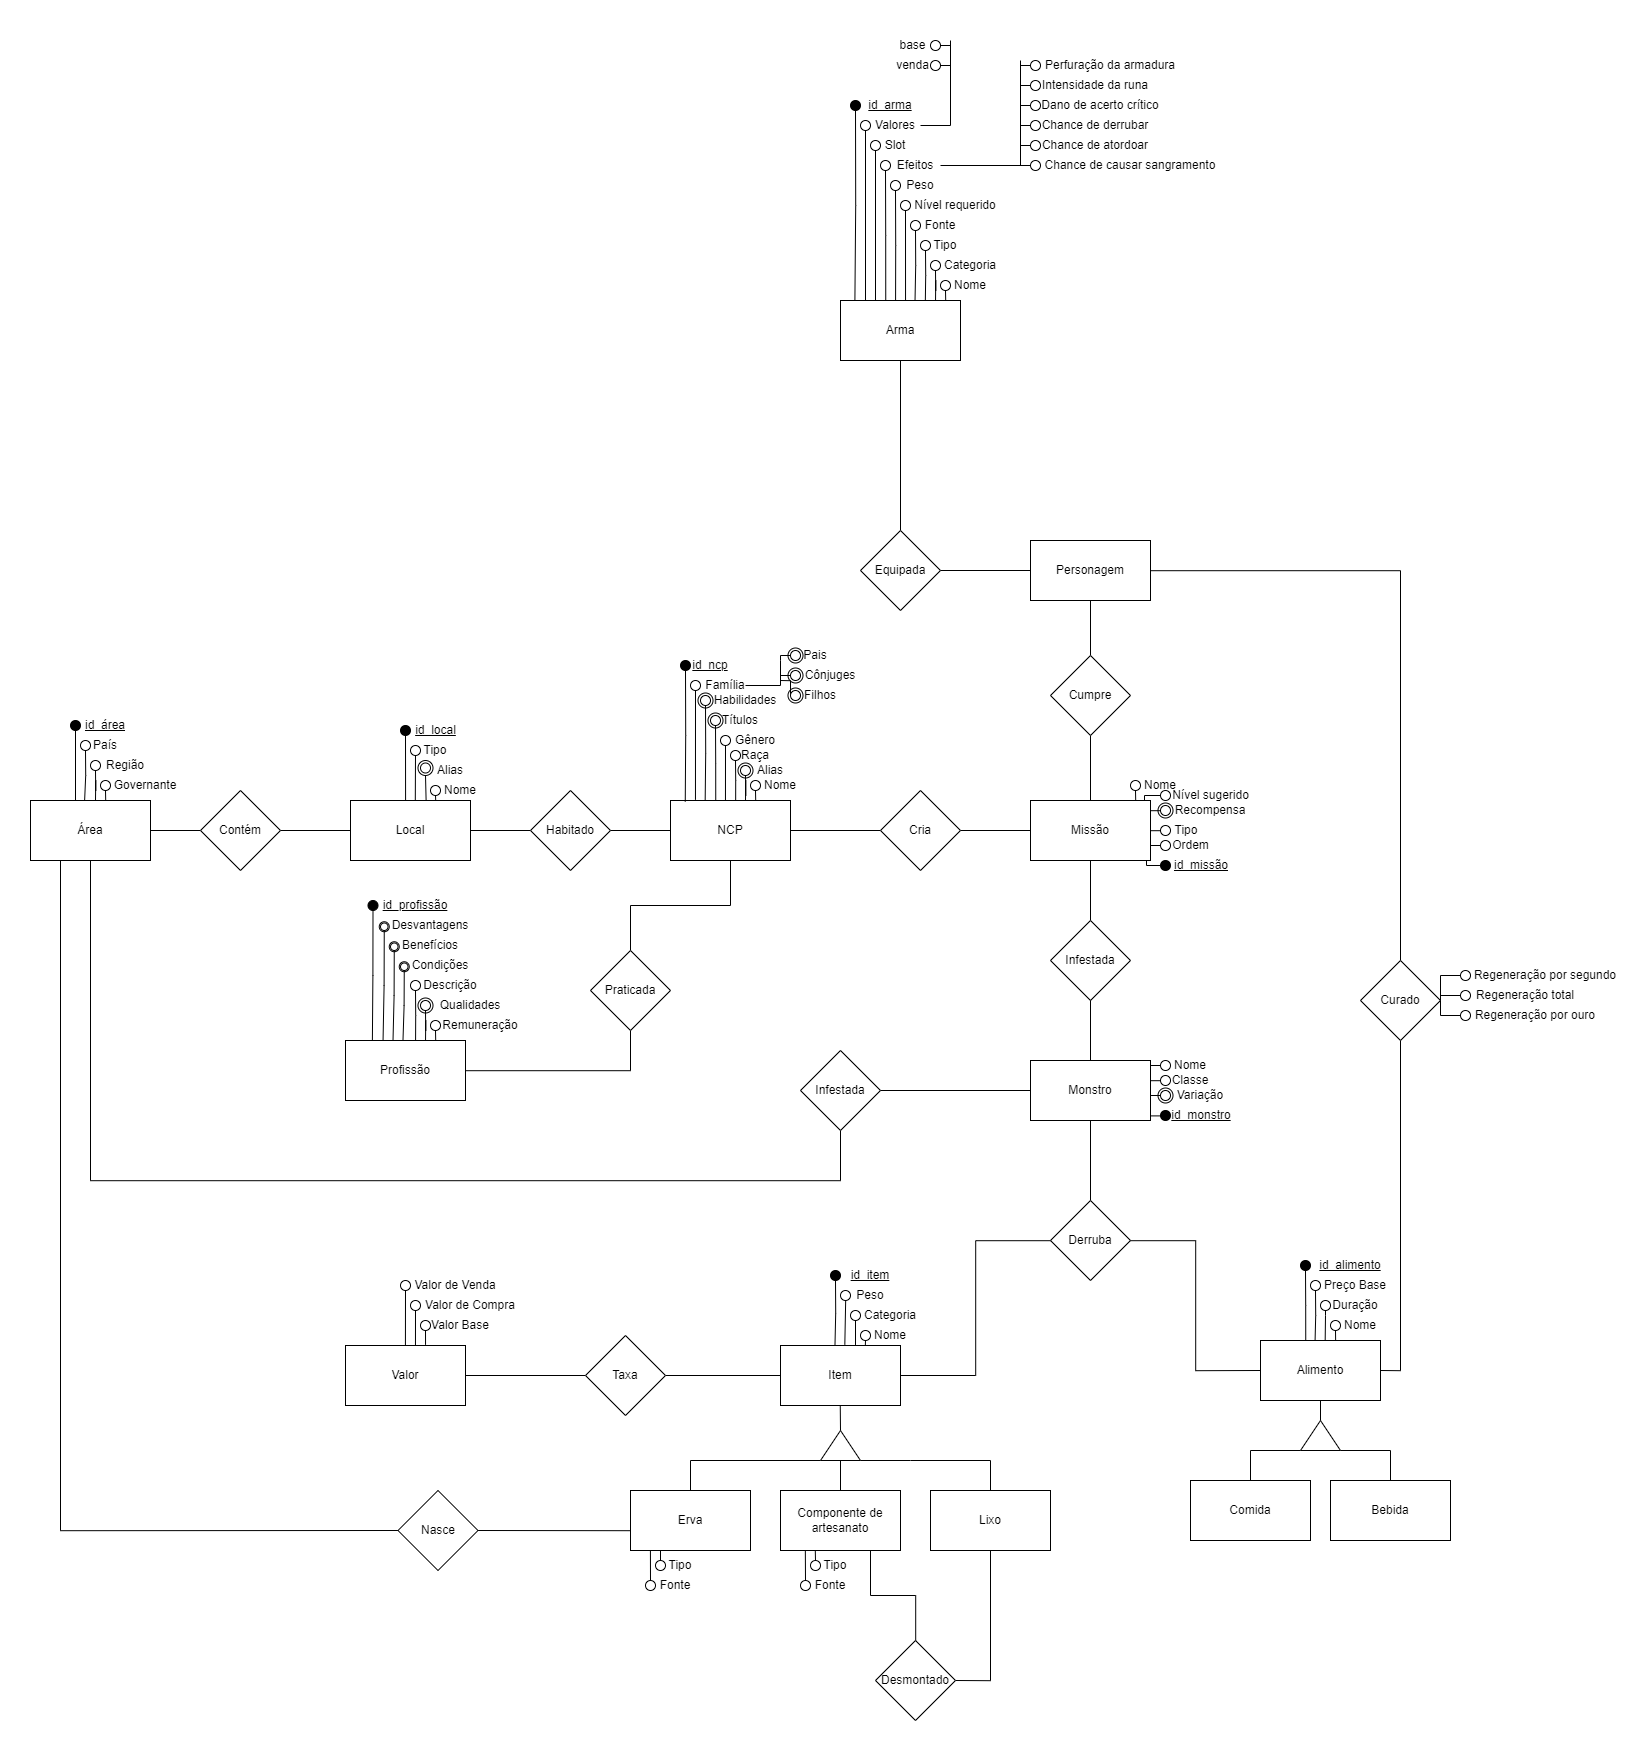 base
venda
Perfuração da armadura
Intensidade da runa
id_arma
Dano de acerto crítico
Valores
Chance de derrubar
Slot
Chance de atordoar
Efeitos
Chance de causar sangramento
Peso
Nível requerido
Fonte
Tipo
Categoria
Nome
Arma
Equipada
Personagem
Pais
id_ncp
Cônjuges
Família
Filhos
Habilidades
Cumpre
Títulos
id_área
id_local
Gênero
País
Tipo
Raça
Região
Alias
Alias
Governante
Nome
Nome
Nome
Nível sugerido
Recompensa
Área
Contém
Local
Habitado
NCP
Cria
Missão
Tipo
Ordem
id_missão
id_profissão
Desvantagens
Benefícios
Condições
Infestada
Regeneração por segundo
Descrição
Praticada
Regeneração total
Qualidades
Curado
Regeneração por ouro
Remuneração
Profissão
Infestada
Monstro
Nome
Classe
Variação
id_monstro
Derruba
id_alimento
id_item
Valor de Venda
Preço Base
Peso
Valor de Compra
Duração
Categoria
Valor Base
Nome
Nome
Valor
Taxa
Item
Alimento
Comida
Bebida
Nasce
Erva
Componente de
artesanato
Lixo
Tipo
Tipo
Fonte
Fonte
Desmontado